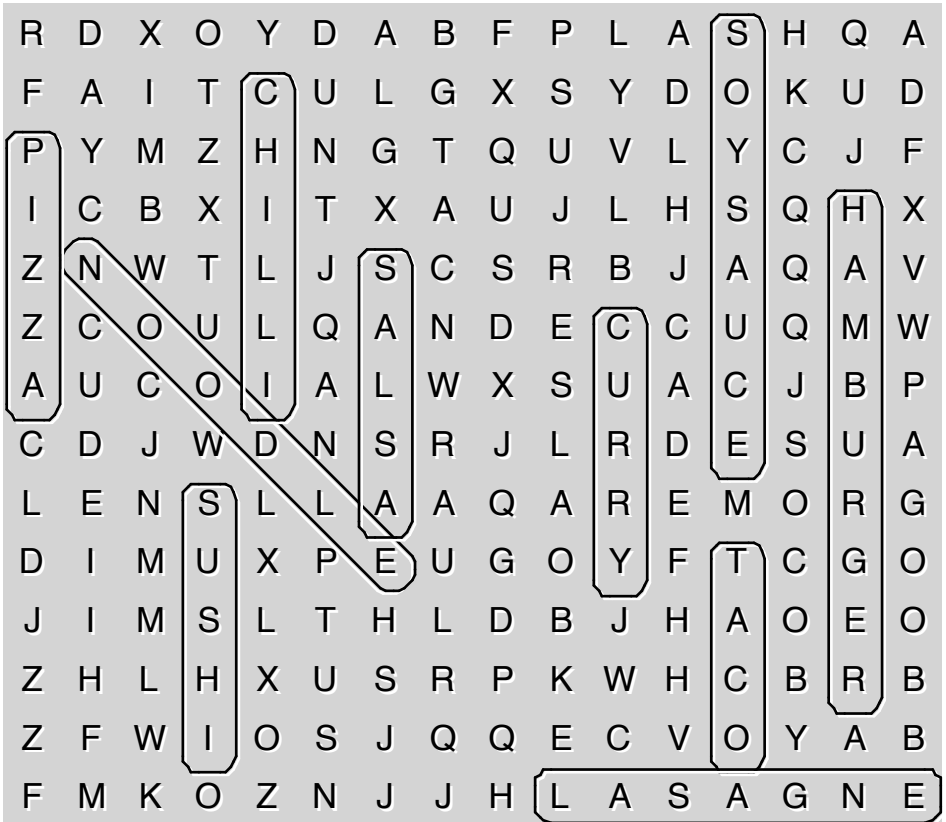 R D X O Y D A B F P L A S H Q A
F A I T C U L G X S Y D O K U D
P Y M Z H N G T Q U V L Y C J F
I C B X I T X A U J L H S Q H X
Z N W T L J S C S R B J A Q A V
Z C O U L Q A N D E C C U Q M W
A U C O I A L W X S U A C J B P
C D J W D N S R J L R D E S U A
L E N S L L A A Q A R E M O R G
D I M U X P E U G O Y F T C G O
J I M S L T H L D B J H A O E O
Z H L H X U S R P K W H C B R B
Z F W I O S J Q Q E C V O Y A B
F M K O Z N J J H L A S A G N E